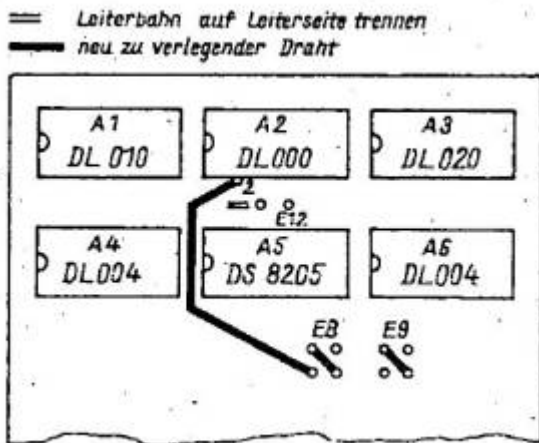 Leiterbahn auf Leiterseite trennen
neu zu verlegender Draht
A1 A2 A3
DL 010 DL000 DL020
2
E12
A4 A5 A6
DL004 DS 8205 DL004
E8 E9